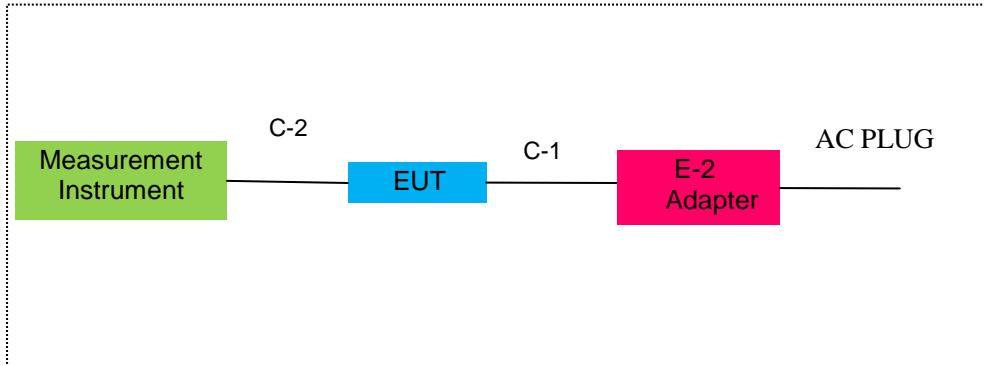 C-2
C-1
AC PLUG
Measurement
Instrument
EUT
E-2
Adapter